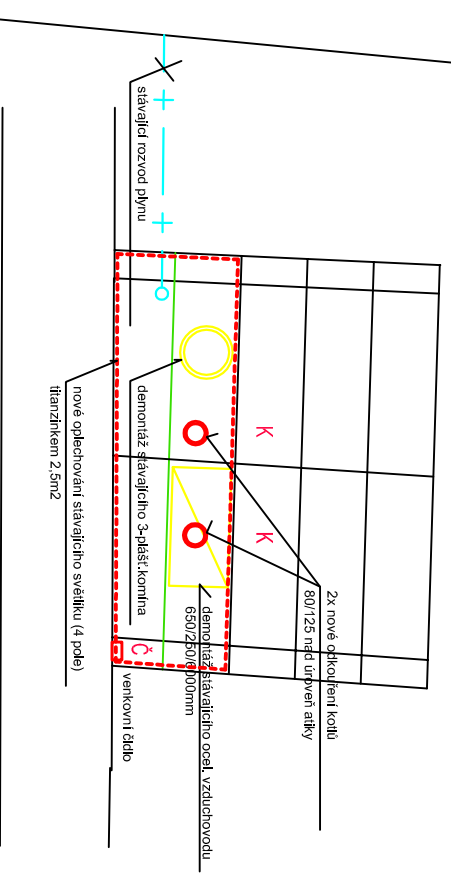 stávající rozvod plynu
demontáž stávajícího 3-plášť.komína
nové oplechování stávajícího světlíku (4 pole)
titanzinkem 2,5m2
K
K
Č
2x nové odkouření kotlů
80/125 nad úroveň atiky
demontáž stávajícího ocel. vzduchovodu
650/250/6000mm
venkovní čidlo